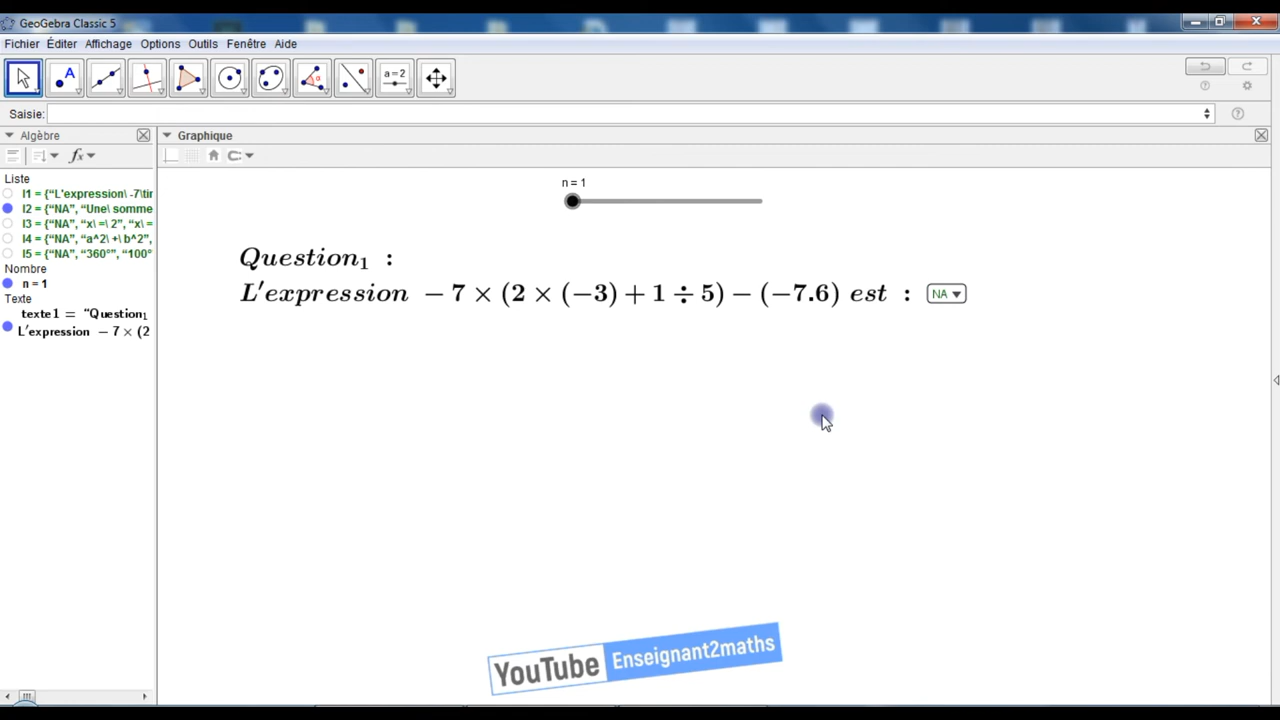 GeoGebra Classic 5
Fichier Éditer Affichage Options Outils Fenêtre Aide
A
α
a = 2
Saisie:
Algèbre
Graphique
fx
Liste
l1 = {"L'expression\ -7\tir
l2 = {"NA", "Une\ somme
l3 = {"NA", "x\ =\ 2", "x\ =
l4 = {"NA", "a^2\ +\ b^2",
l5 = {"NA", "360°", "100°
Nombre
n = 1
Texte
texte1 = "Question₁
L'expression − 7 × (2
n = 1
Question₁ :
L'expression − 7 × (2 × (−3) + 1 ÷ 5) − (−7.6) est : NA
YouTube Enseignant2maths